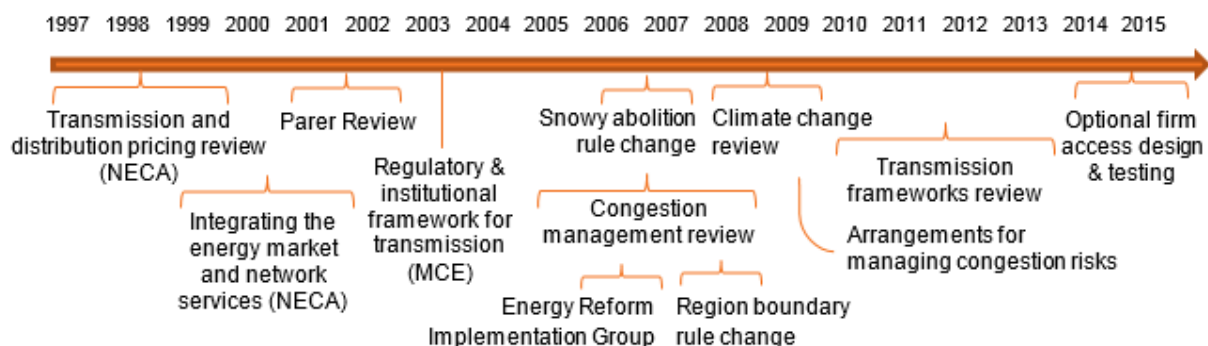 1997 1998 1999 2000 2001 2002 2003 2004 2005 2006 2007 2008 2009 2010 2011 2012 2013 2014 2015
Transmission and
distribution pricing review
(NECA)
Integrating the
energy market
and network
services (NECA)
Parer Review
Regulatory &
institutional
framework for
transmission
(MCE)
Snowy abolition
rule change
Congestion
management review
Energy Reform
Implementation Group
Region boundary
rule change
Climate change
review
Arrangements for
managing congestion risks
Transmission
frameworks review
Optional firm
access design
& testing